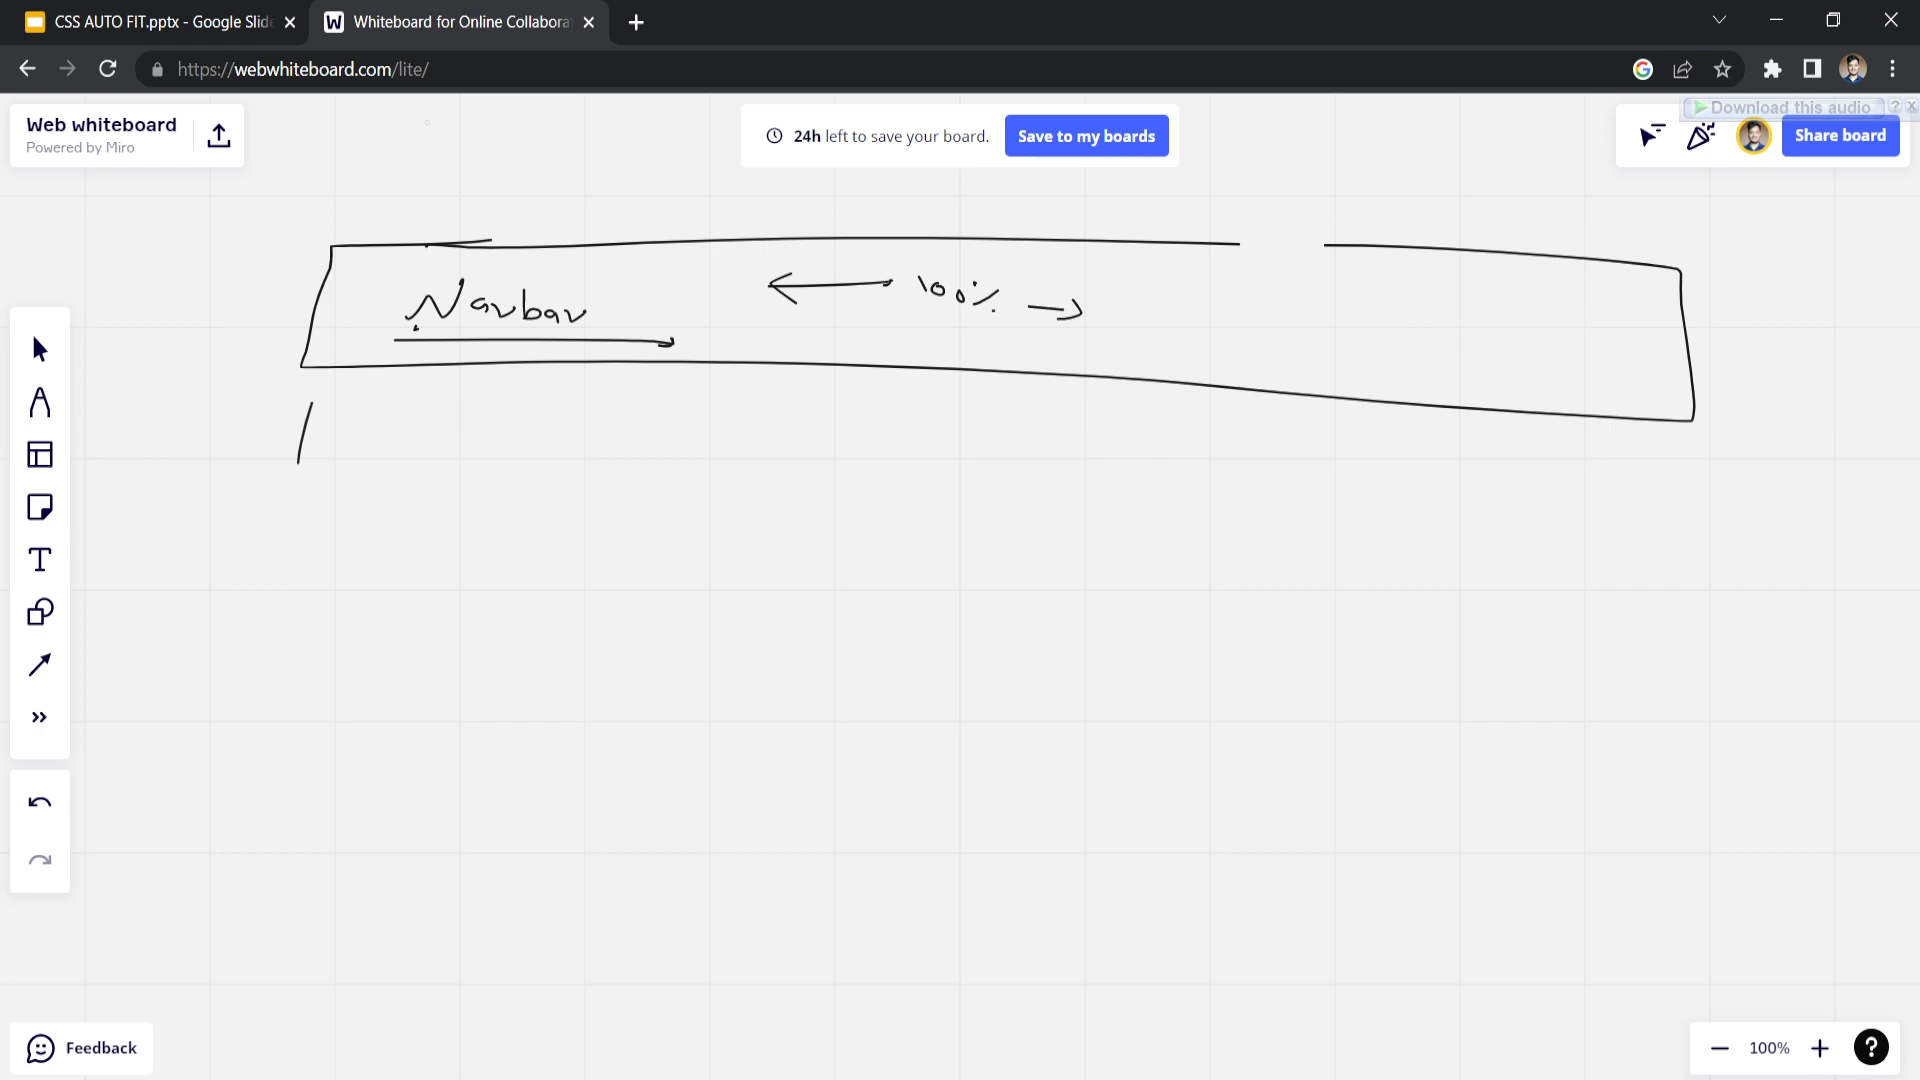 CSS AUTO FIT.pptx - Google Slide
Whiteboard for Online Collabora
https://webwhiteboard.com/lite/
Download this audio
Web whiteboard
Powered by Miro
24h left to save your board.
Save to my boards
Share board
Navbar
100%
Feedback
100%